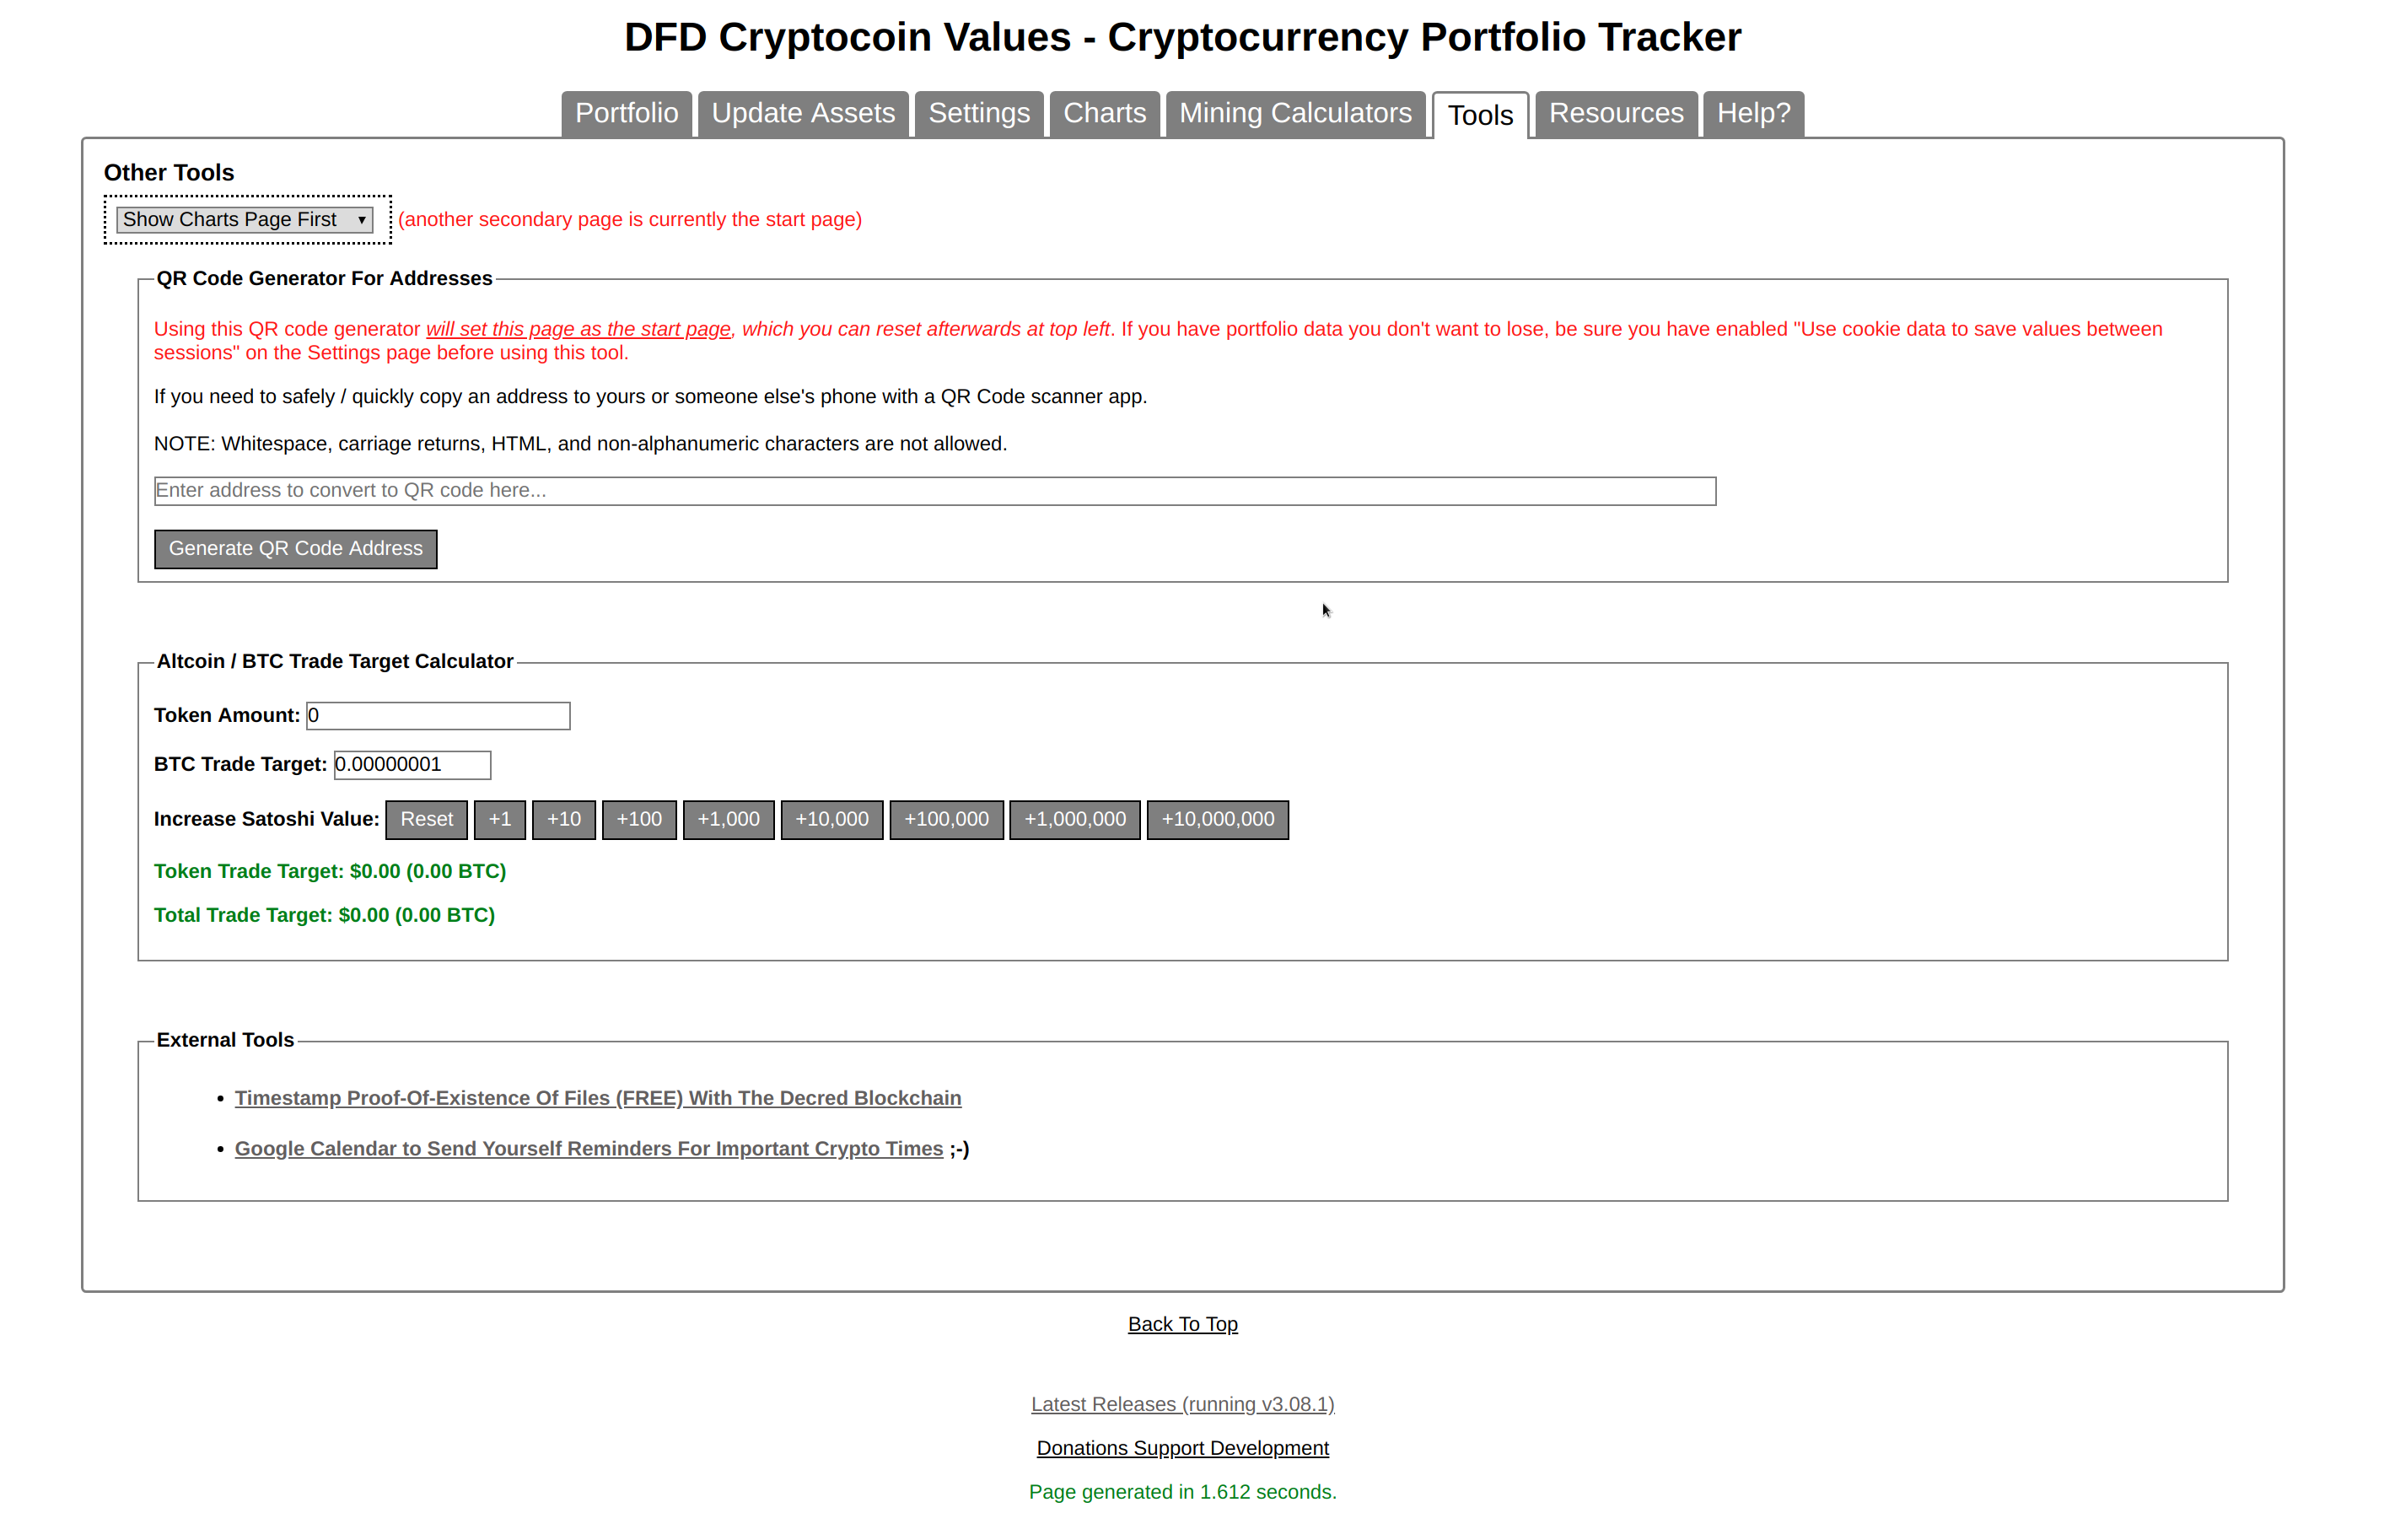 DFD Cryptocoin Values - Cryptocurrency Portfolio Tracker
Portfolio Update Assets Settings Charts Mining Calculators Tools Resources Help?
Other Tools
Show Charts Page First (another secondary page is currently the start page)
QR Code Generator For Addresses
Using this QR code generator will set this page as the start page, which you can reset afterwards at top left. If you have portfolio data you don't want to lose, be sure you have enabled "Use cookie data to save values between
sessions" on the Settings page before using this tool.
If you need to safely / quickly copy an address to yours or someone else's phone with a QR Code scanner app.
NOTE: Whitespace, carriage returns, HTML, and non-alphanumeric characters are not allowed.
Enter address to convert to QR code here...
Generate QR Code Address
Altcoin / BTC Trade Target Calculator
Token Amount: 0
BTC Trade Target: 0.00000001
Increase Satoshi Value: Reset +1 +10 +100 +1,000 +10,000 +100,000 +1,000,000 +10,000,000
Token Trade Target: $0.00 (0.00 BTC)
Total Trade Target: $0.00 (0.00 BTC)
External Tools
• Timestamp Proof-Of-Existence Of Files (FREE) With The Decred Blockchain
• Google Calendar to Send Yourself Reminders For Important Crypto Times ;-)
Back To Top
Latest Releases (running v3.08.1)
Donations Support Development
Page generated in 1.612 seconds.